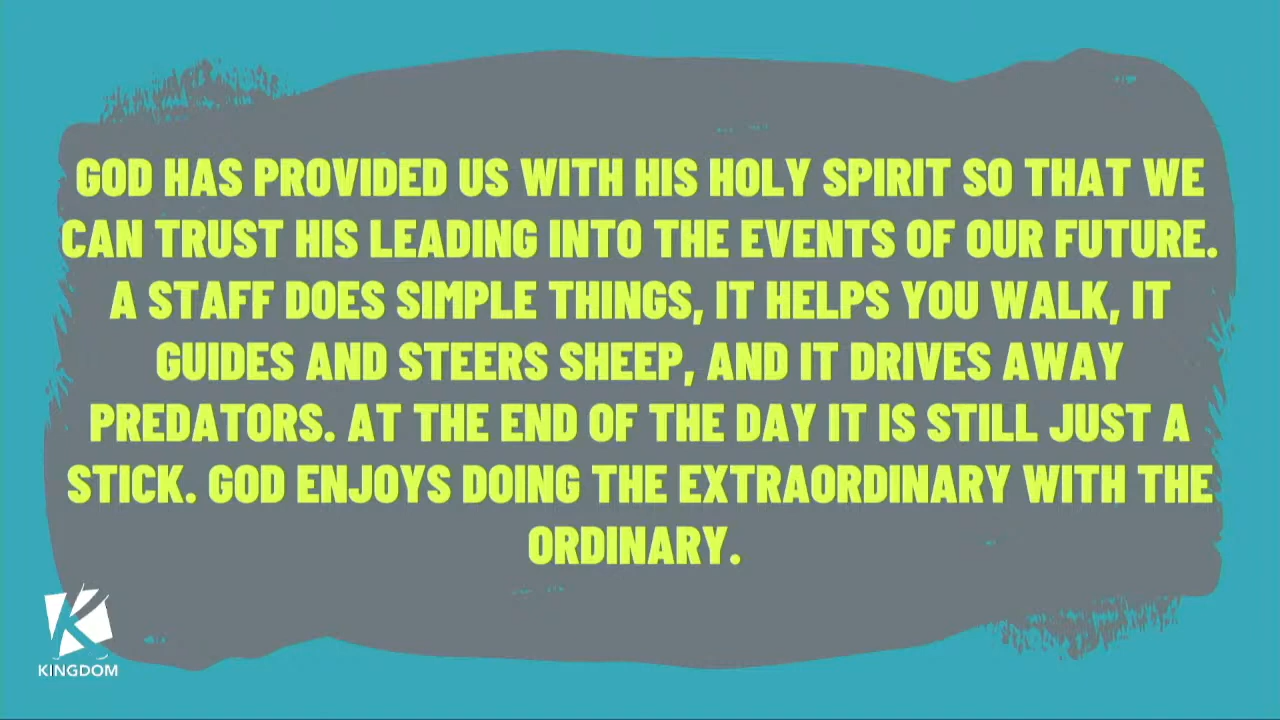 GOD HAS PROVIDED US WITH HIS HOLY SPIRIT SO THAT WE
CAN TRUST HIS LEADING INTO THE EVENTS OF OUR FUTURE.
A STAFF DOES SIMPLE THINGS, IT HELPS YOU WALK, IT
GUIDES AND STEERS SHEEP, AND IT DRIVES AWAY
PREDATORS. AT THE END OF THE DAY IT IS STILL JUST A
STICK. GOD ENJOYS DOING THE EXTRAORDINARY WITH THE
ORDINARY.
K
KINGDOM